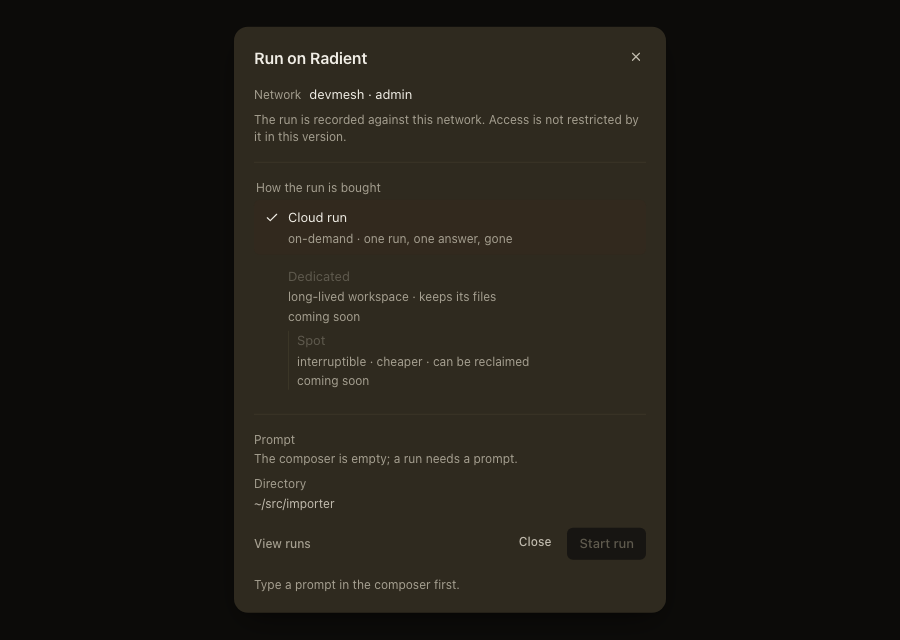 Run on Radient
Network devmesh · admin
The run is recorded against this network. Access is not restricted by
it in this version.
How the run is bought
Cloud run
on-demand · one run, one answer, gone
Dedicated
long-lived workspace · keeps its files
coming soon
Spot
interruptible · cheaper · can be reclaimed
coming soon
Prompt
The composer is empty; a run needs a prompt.
Directory
~/src/importer
View runs Close Start run
Type a prompt in the composer first.